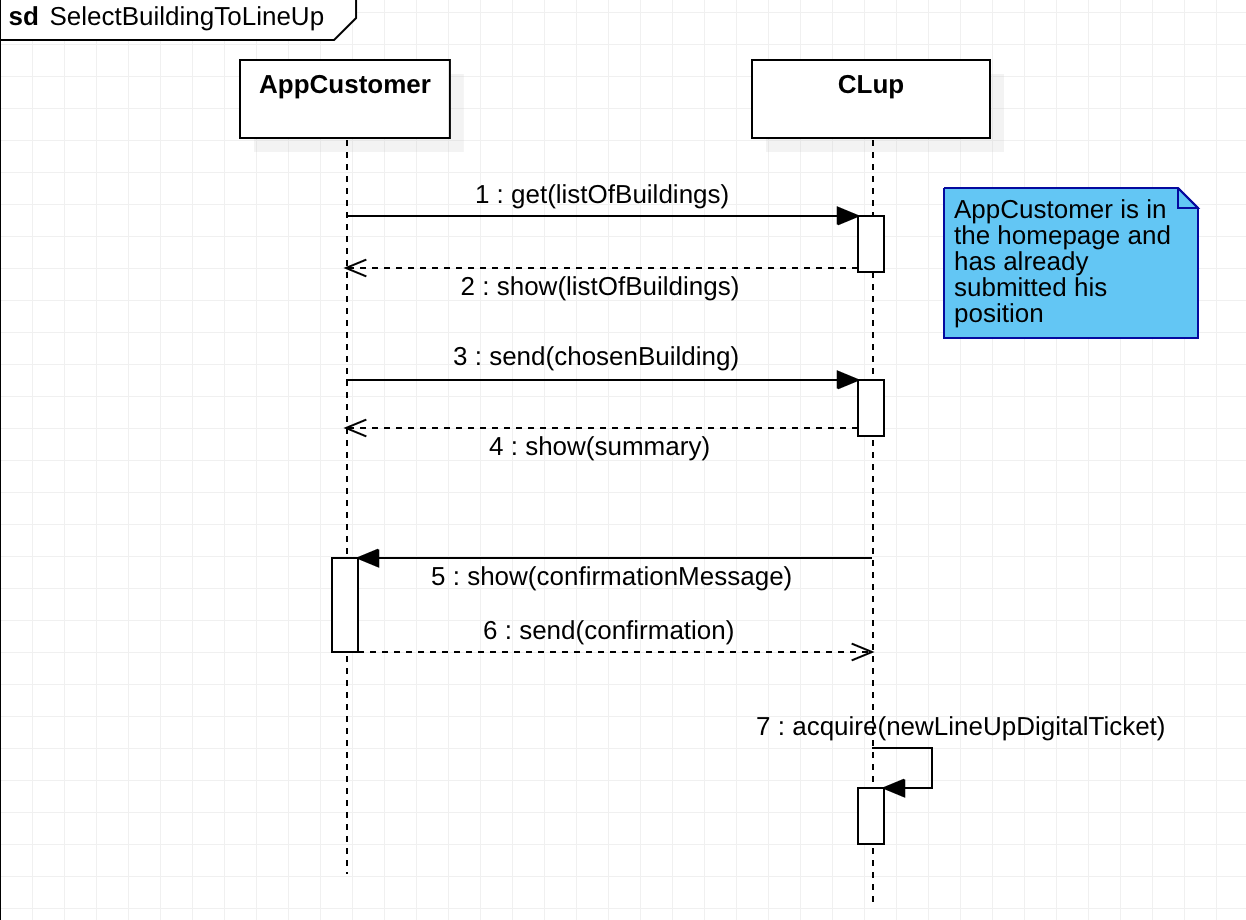 sd SelectBuildingToLineUp
AppCustomer
CLup
1 : get(listOfBuildings)
AppCustomer is in
the homepage and
has already
submitted his
position
2 : show(listOfBuildings)
3 : send(chosenBuilding)
4 : show(summary)
5 : show(confirmationMessage)
6 : send(confirmation)
7 : acquire(newLineUpDigitalTicket)